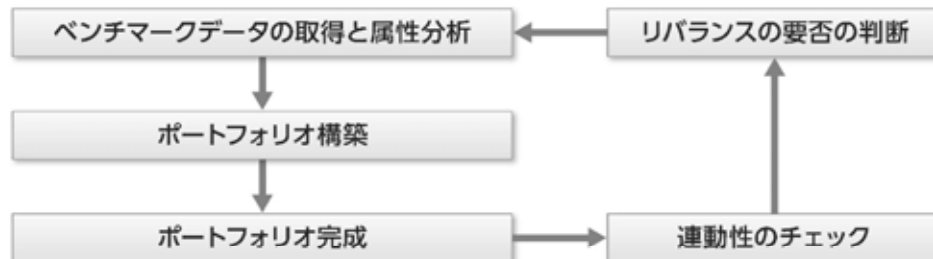 ベンチマークデータの取得と属性分析
リバランスの要否の判断
ポートフォリオ構築
ポートフォリオ完成
連動性のチェック